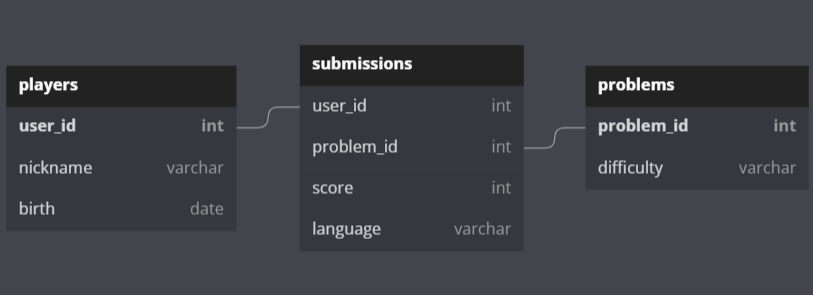 players
user_id int
nickname varchar
birth date
submissions
user_id int
problem_id int
score int
language varchar
problems
problem_id int
difficulty varchar